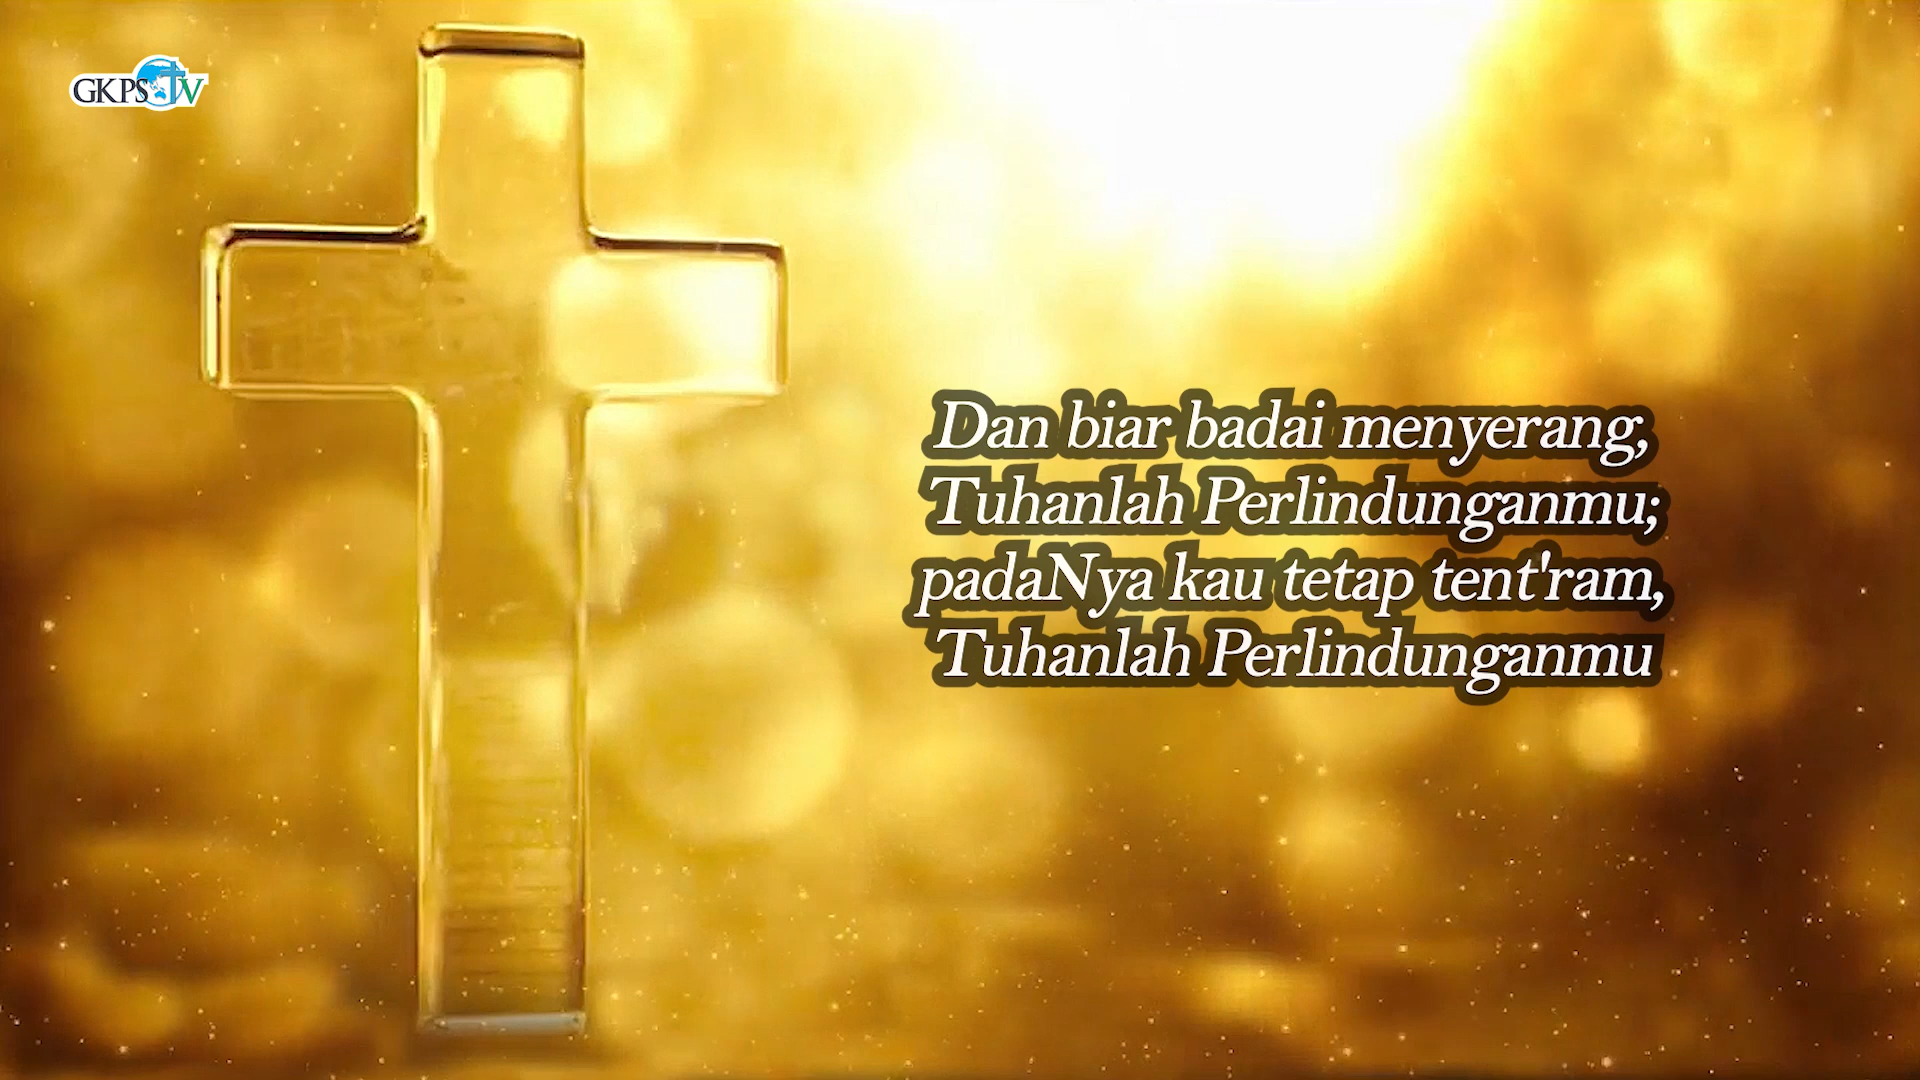 GKPS TV
Dan biar badai menyerang,
Tuhanlah Perlindunganmu;
padaNya kau tetap tent'ram,
Tuhanlah Perlindunganmu